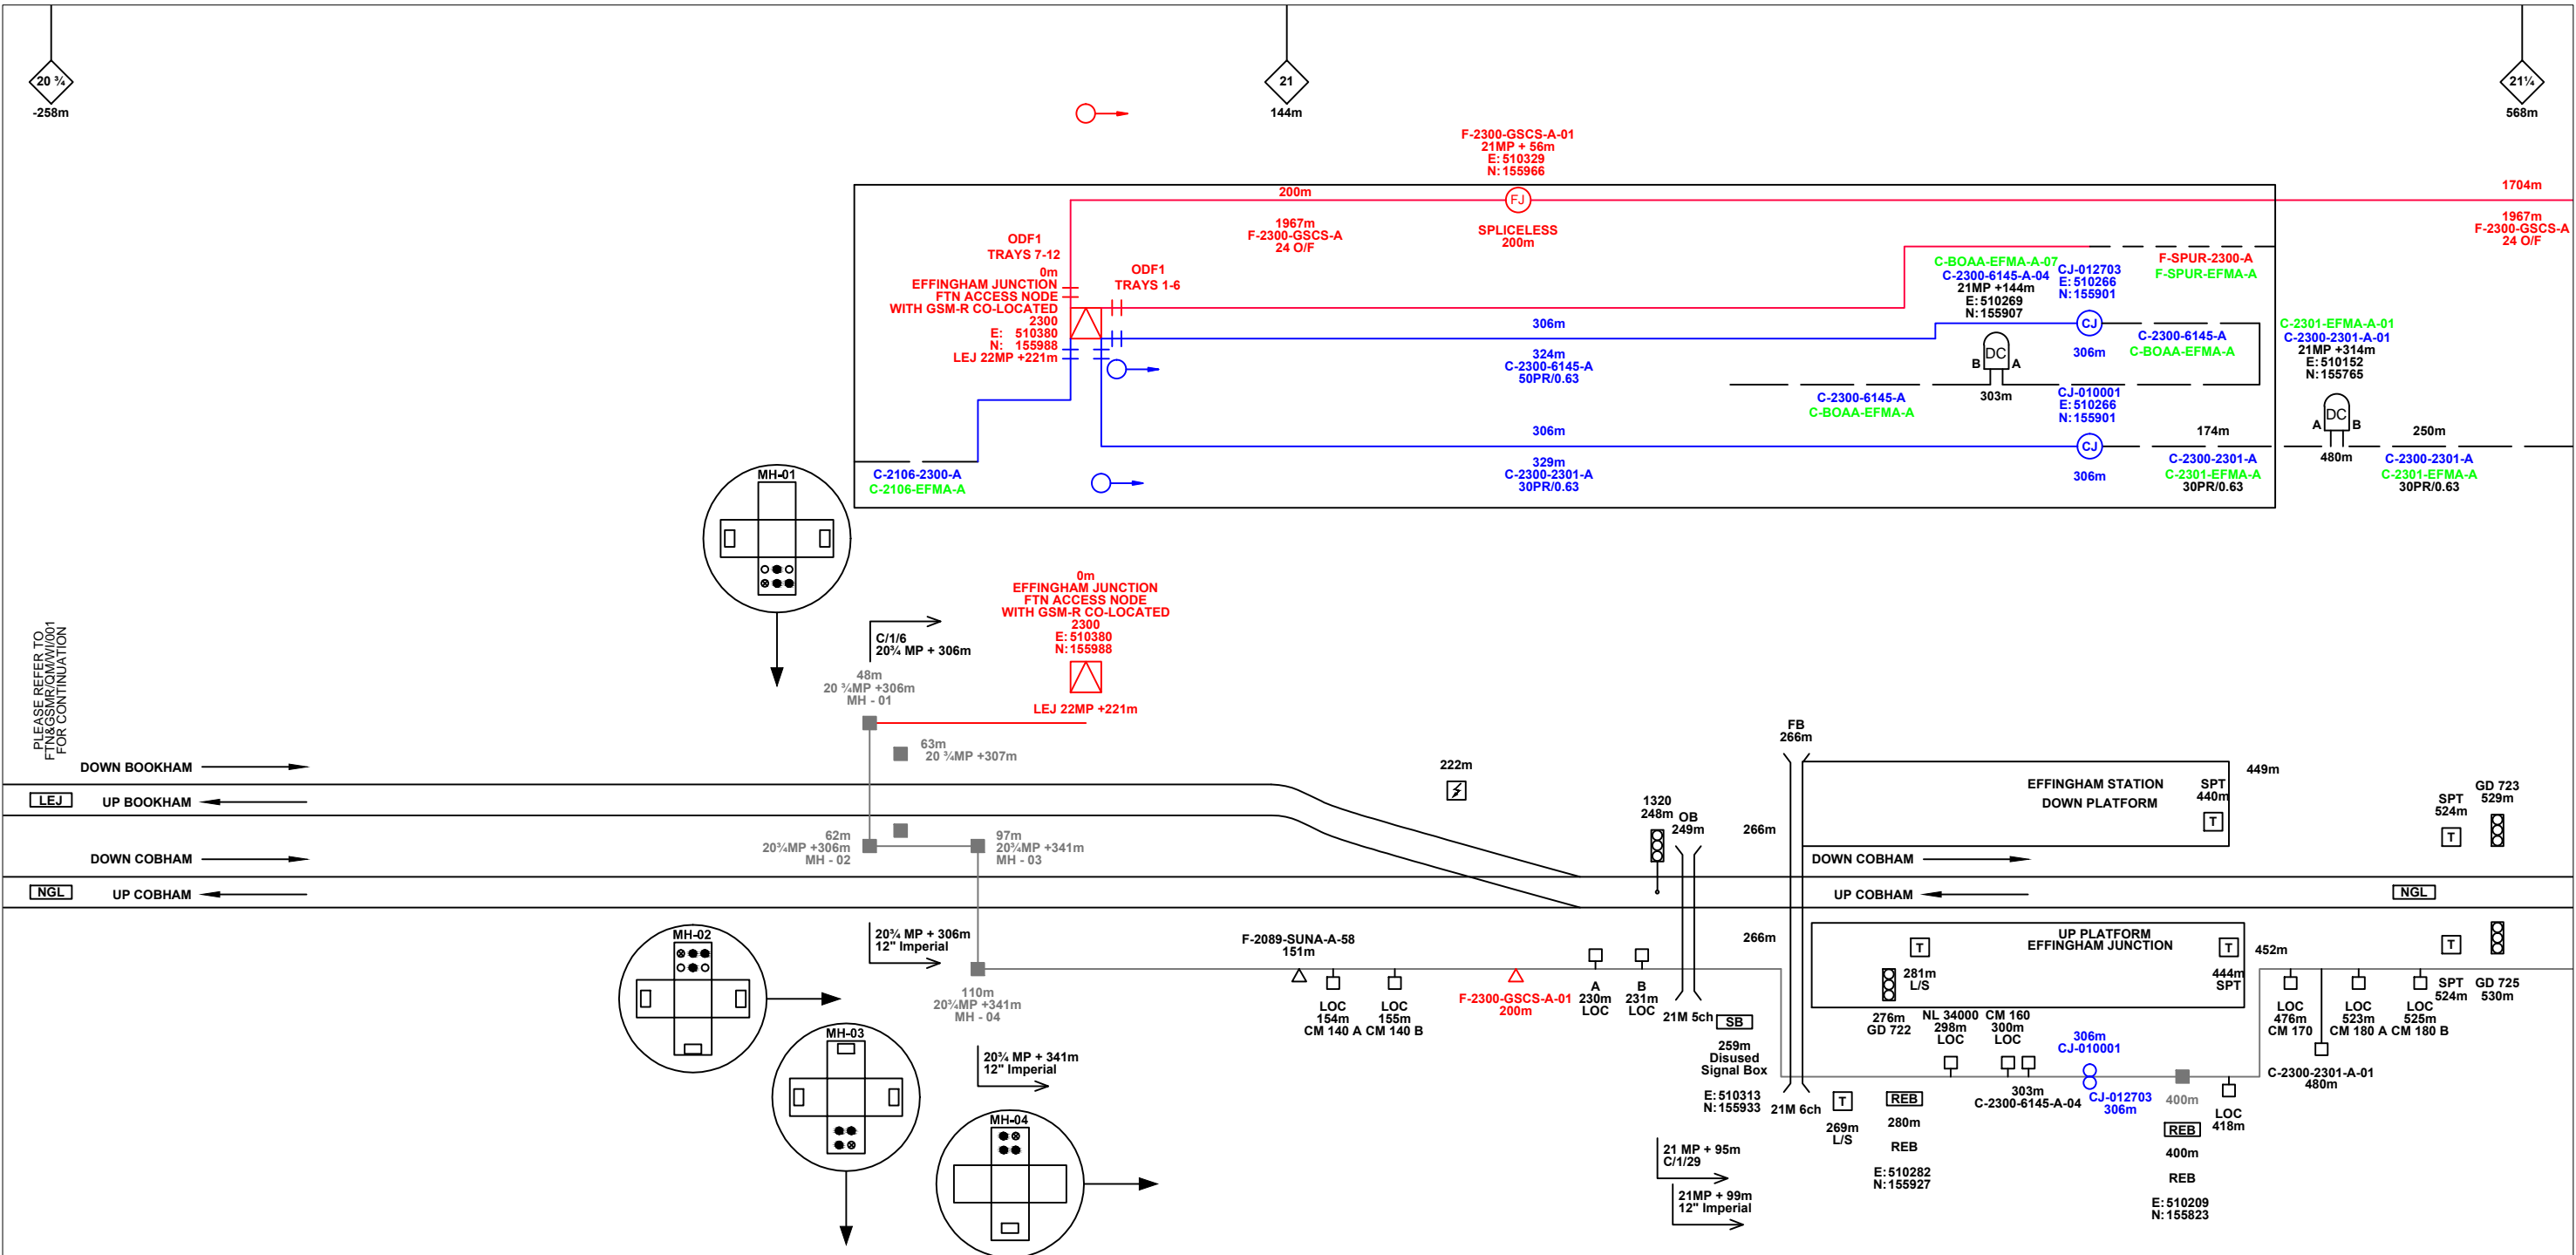 20 ¾
-258m
21
144m
21¼
568m
F-2300-GSCS-A-01
21MP + 56m
E: 510329
N: 155966
200m
FJ
SPLICELESS
200m
1967m
F-2300-GSCS-A
24 O/F
1704m
1967m
F-2300-GSCS-A
24 O/F
ODF1
TRAYS 7-12
0m
EFFINGHAM JUNCTION
FTN ACCESS NODE
WITH GSM-R CO-LOCATED
2300
E: 510380
N: 155988
LEJ 22MP +221m
ODF1
TRAYS 1-6
C-BOAA-EFMA-A-07
C-2300-6145-A-04
21MP +144m
E: 510269
N: 155907
CJ-012703
E: 510266
N: 155901
F-SPUR-2300-A
F-SPUR-EFMA-A
306m
324m
C-2300-6145-A
50PR/0.63
CJ
306m
C-2300-6145-A
C-BOAA-EFMA-A
DC
B
A
303m
C-2300-6145-A
C-BOAA-EFMA-A
CJ-010001
E: 510266
N: 155901
C-2301-EFMA-A-01
C-2300-2301-A-01
21MP +314m
E: 510152
N: 155765
DC
A
B
480m
306m
329m
C-2300-2301-A
30PR/0.63
CJ
306m
174m
C-2300-2301-A
C-2301-EFMA-A
30PR/0.63
250m
C-2300-2301-A
C-2301-EFMA-A
30PR/0.63
C-2106-2300-A
C-2106-EFMA-A
MH-01
0m
EFFINGHAM JUNCTION
FTN ACCESS NODE
WITH GSM-R CO-LOCATED
2300
E: 510380
N: 155988
LEJ 22MP +221m
C/1/6
20¾ MP + 306m
48m
20 ¾MP +306m
MH - 01
63m
20 ¾MP +307m
PLEASE REFER TO
FTN&GSMR/QM/WI/001
FOR CONTINUATION
DOWN BOOKHAM
LEJ
UP BOOKHAM
DOWN COBHAM
NGL
UP COBHAM
62m
20¾MP +306m
MH - 02
97m
20¾MP +341m
MH - 03
222m
1320
248m
OB
249m
FB
266m
266m
266m
EFFINGHAM STATION
DOWN PLATFORM
SPT
440m
T
449m
SPT
524m
T
GD 723
529m
DOWN COBHAM
UP COBHAM
NGL
UP PLATFORM
EFFINGHAM JUNCTION
T
281m
L/S
T
444m
SPT
452m
T
SPT
524m
GD 725
530m
MH-02
20¾ MP + 306m
12" Imperial
110m
20¾MP +341m
MH - 04
F-2089-SUNA-A-58
151m
LOC
154m
CM 140 A
LOC
155m
CM 140 B
F-2300-GSCS-A-01
200m
A
230m
LOC
B
231m
LOC
21M 5ch
SB
259m
Disused
Signal Box
E: 510313
N: 155933
21M 6ch
276m
GD 722
NL 34000
298m
LOC
CM 160
300m
LOC
303m
C-2300-6145-A-04
306m
CJ-010001
CJ-012703
306m
T
269m
L/S
REB
280m
REB
E: 510282
N: 155927
400m
REB
400m
REB
E: 510209
N: 155823
LOC
418m
LOC
476m
CM 170
LOC
523m
CM 180 A
LOC
525m
CM 180 B
C-2300-2301-A-01
480m
MH-03
20¾ MP + 341m
12" Imperial
MH-04
21 MP + 95m
C/1/29
21MP + 99m
12" Imperial